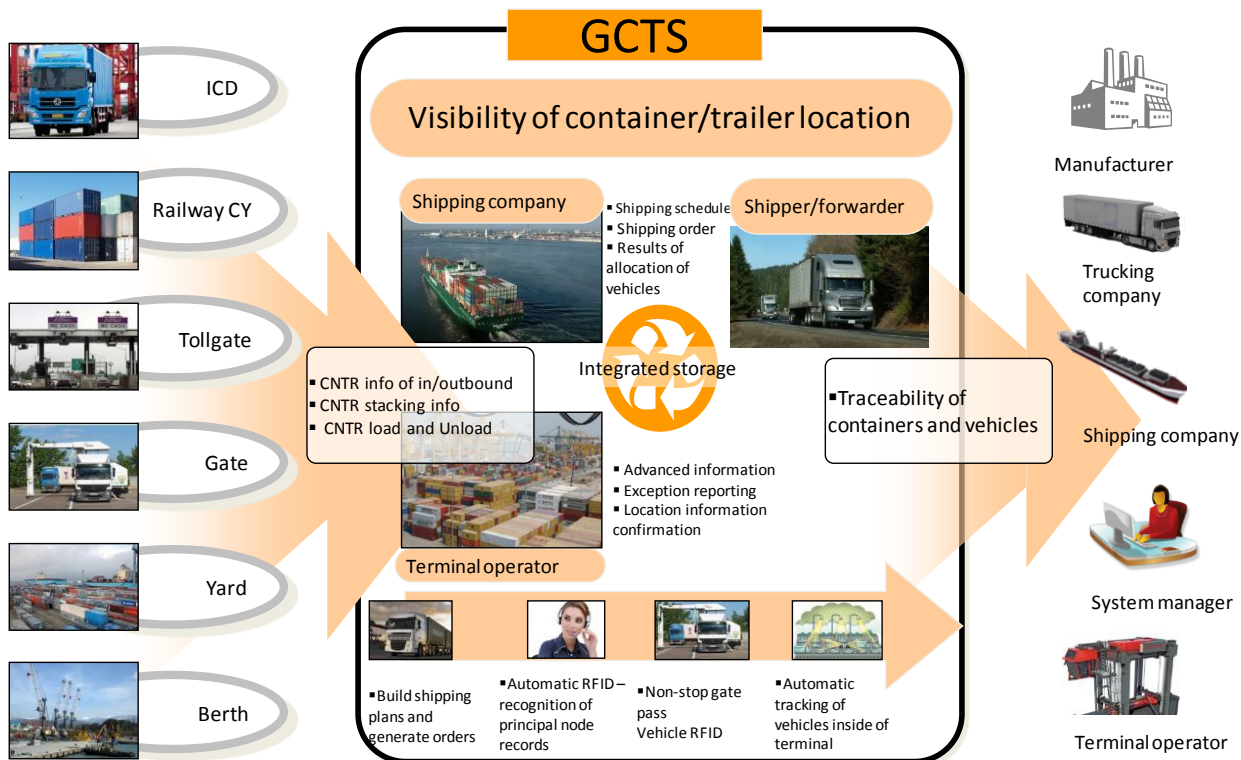 GCTS
Visibility of container/trailer location
ICD
Railway CY
Tollgate
Gate
Yard
Berth
▪ CNTR info of in/outbound
▪ CNTR stacking info
▪ CNTR load and Unload
Shipping company
▪ Shipping schedule
▪ Shipping order
▪ Results of
allocation of
vehicles
Shipper/forwarder
Integrated storage
▪ Advanced information
▪ Exception reporting
▪ Location information
confirmation
Terminal operator
▪ Build shipping
plans and
generate orders
▪ Automatic RFID–
recognition of
principal node
records
▪ Non-stop gate
pass
Vehicle RFID
▪ Automatic
tracking of
vehicles inside of
terminal
▪Traceability of
containers and vehicles
Manufacturer
Trucking
company
Shipping company
System manager
Terminal operator